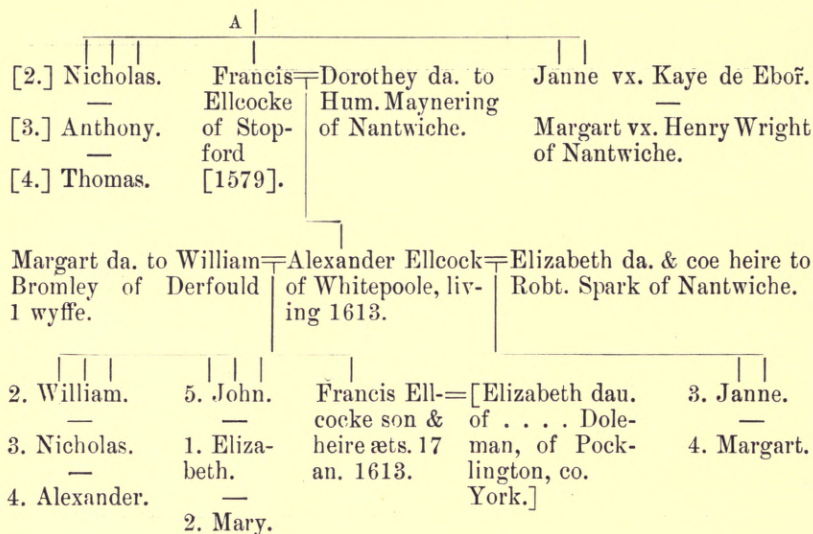 A
[2.] Nicholas.
—
[3.] Anthony.
—
[4.] Thomas.
Francis
Ellcocke
of Stop-
ford
[1579].
Dorothey da. to
Hum. Maynering
of Nantwiche.
Janne vx. Kaye de Ebor̃.
—
Margart vx. Henry Wright
of Nantwiche.
Margart da. to William
Bromley of Derfould
1 wyffe.
Alexander Ellcock
of Whitepoole, liv-
ing 1613.
Elizabeth da. & coe heire to
Robt. Spark of Nantwiche.
2. William.
—
3. Nicholas.
—
4. Alexander.
5. John.
—
1. Eliza-
beth.
—
2. Mary.
Francis Ell-
cocke son &
heire æts. 17
an. 1613.
=[Elizabeth dau.
of . . . . Dole-
man, of Pock-
lington, co.
York.]
3. Janne.
—
4. Margart.